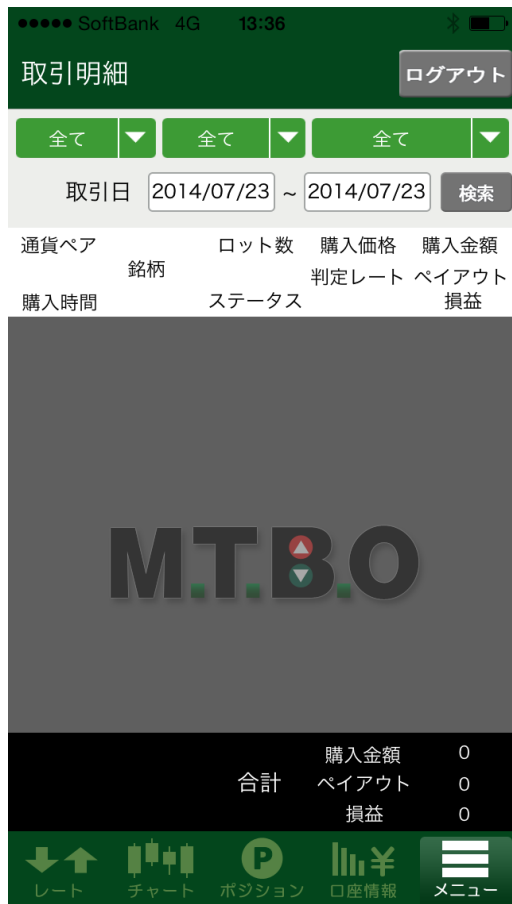 SoftBank 4G 13:36
取引明細 ログアウト
全て 全て 全て
取引日 2014/07/23 ~ 2014/07/23 検索
通貨ペア 銘柄 ロット数 購入価格 購入金額
判定レート ペイアウト
購入時間 ステータス 損益
M.T.B.O
購入金額 0
合計 ペイアウト 0
損益 0
P ¥
レート チャート ポジション 口座情報 メニュー